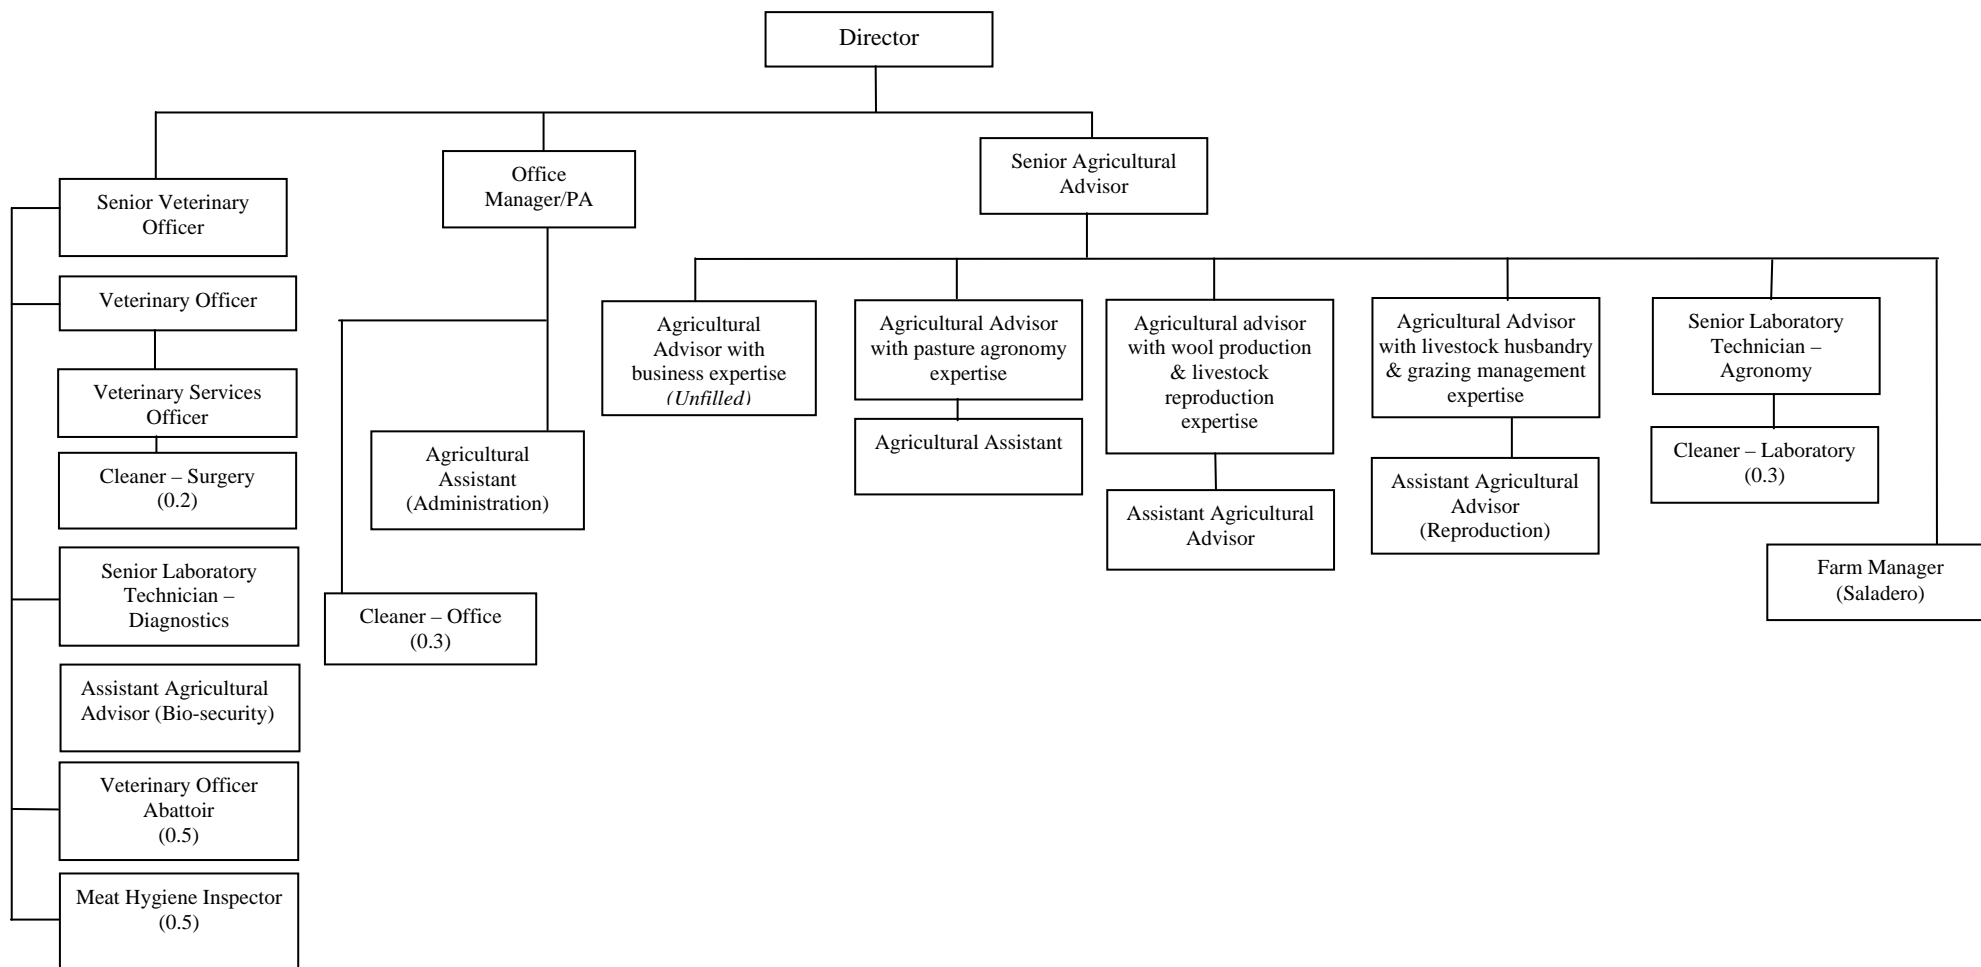 Director
Senior Veterinary
Officer
Office
Manager/PA
Senior Agricultural
Advisor
Veterinary Officer
Veterinary Services
Officer
Cleaner – Surgery
(0.2)
Senior Laboratory
Technician –
Diagnostics
Assistant Agricultural
Advisor (Bio-security)
Veterinary Officer
Abattoir
(0.5)
Meat Hygiene Inspector
(0.5)
Agricultural
Assistant
(Administration)
Cleaner – Office
(0.3)
Agricultural
Advisor with
business expertise
(Unfilled)
Agricultural Advisor
with pasture agronomy
expertise
Agricultural Assistant
Agricultural advisor
with wool production
& livestock
reproduction
expertise
Assistant Agricultural
Advisor
Agricultural Advisor
with livestock husbandry
& grazing management
expertise
Assistant Agricultural
Advisor
(Reproduction)
Senior Laboratory
Technician –
Agronomy
Cleaner – Laboratory
(0.3)
Farm Manager
(Saladero)